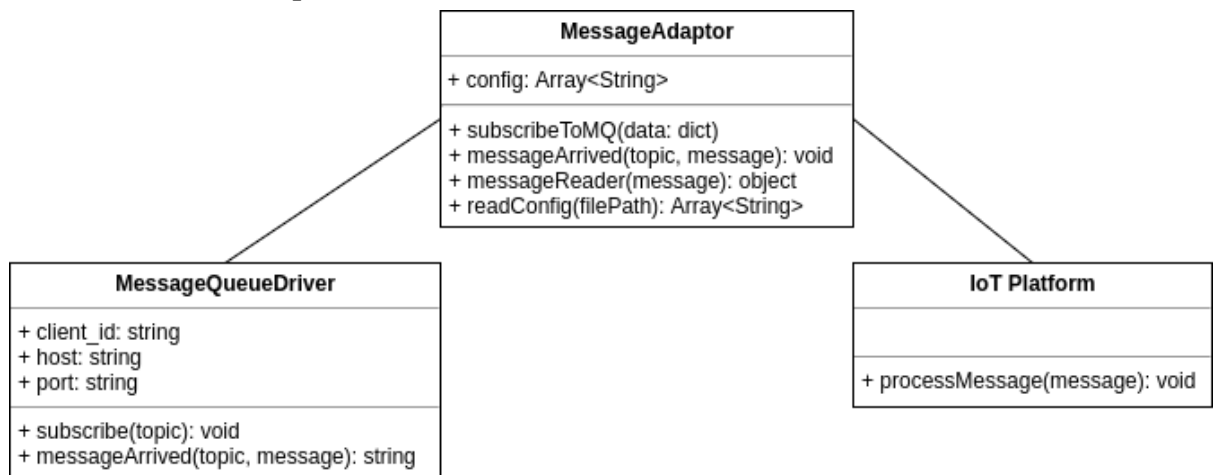 MessageAdaptor
+ config: Array<String>
+ subscribeToMQ(data: dict)
+ messageArrived(topic, message): void
+ messageReader(message): object
+ readConfig(filePath): Array<String>
MessageQueueDriver
+ client_id: string
+ host: string
+ port: string
+ subscribe(topic): void
+ messageArrived(topic, message): string
IoT Platform
+ processMessage(message): void